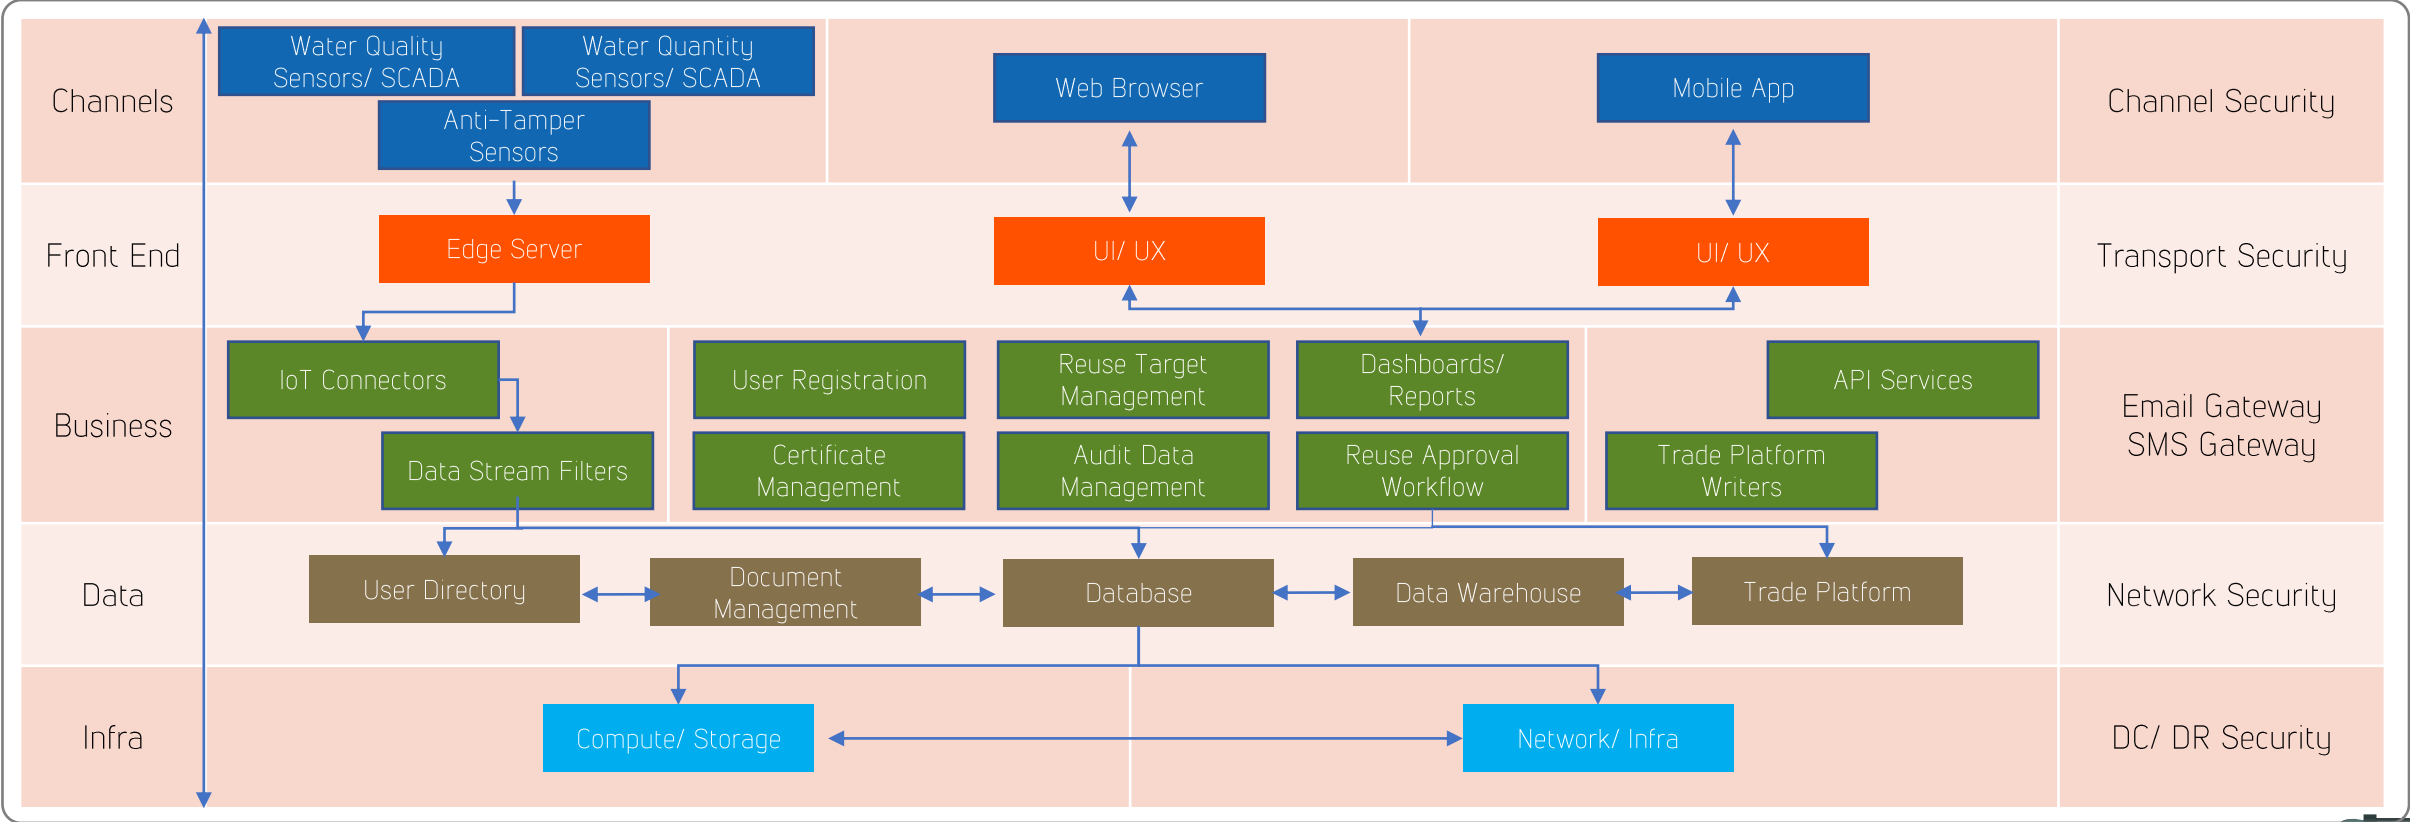 Channels
Water Quality
Sensors/ SCADA
Water Quantity
Sensors/ SCADA
Anti-Tamper
Sensors
Web Browser
Mobile App
Channel Security
Front End
Edge Server
UI/ UX
UI/ UX
Transport Security
Business
IoT Connectors
User Registration
Reuse Target
Management
Dashboards/
Reports
API Services
Data Stream Filters
Certificate
Management
Audit Data
Management
Reuse Approval
Workflow
Trade Platform
Writers
Email Gateway
SMS Gateway
Data
User Directory
Document
Management
Database
Data Warehouse
Trade Platform
Network Security
Infra
Compute/ Storage
Network/ Infra
DC/ DR Security